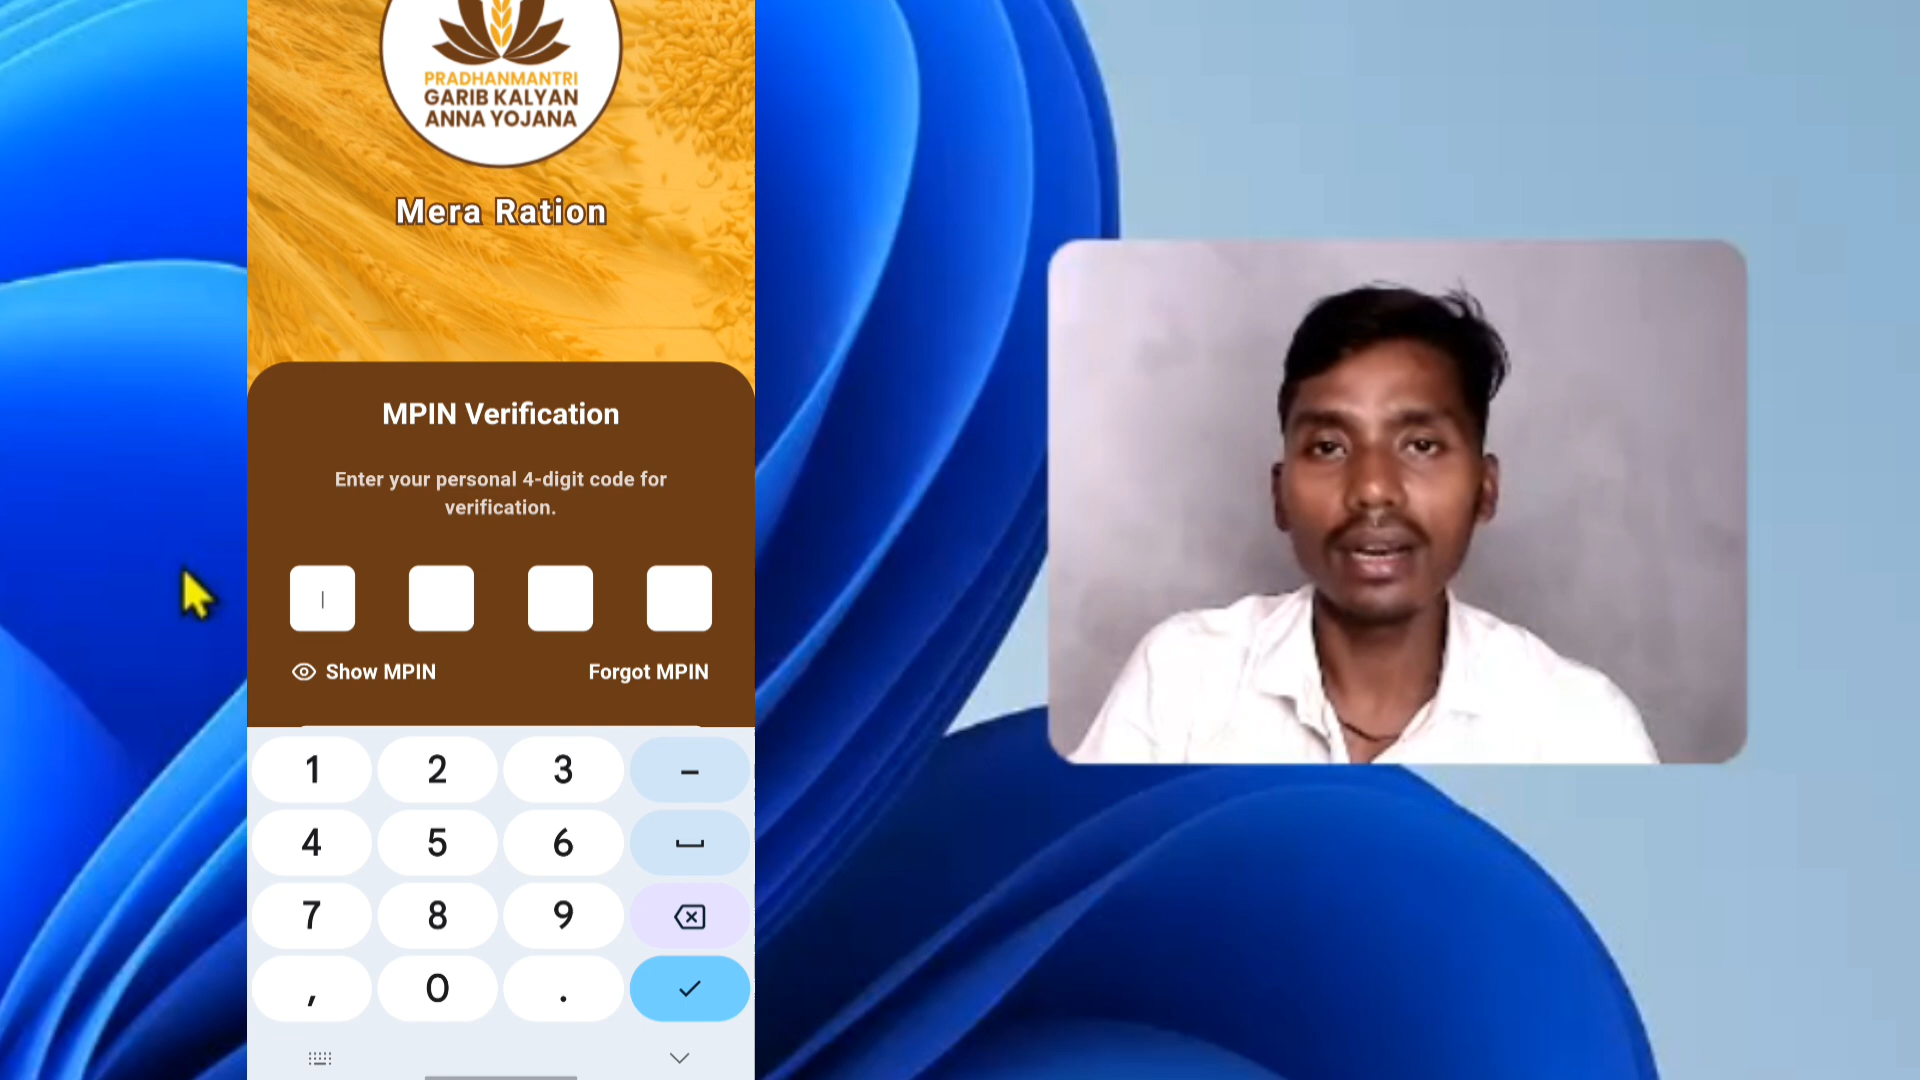 PRADHANMANTRI
GARIB KALYAN
ANNA YOJANA
Mera Ration
MPIN Verification
Enter your personal 4-digit code for
verification.
Show MPIN Forgot MPIN
1 2 3 –
4 5 6
7 8 9
, 0 .